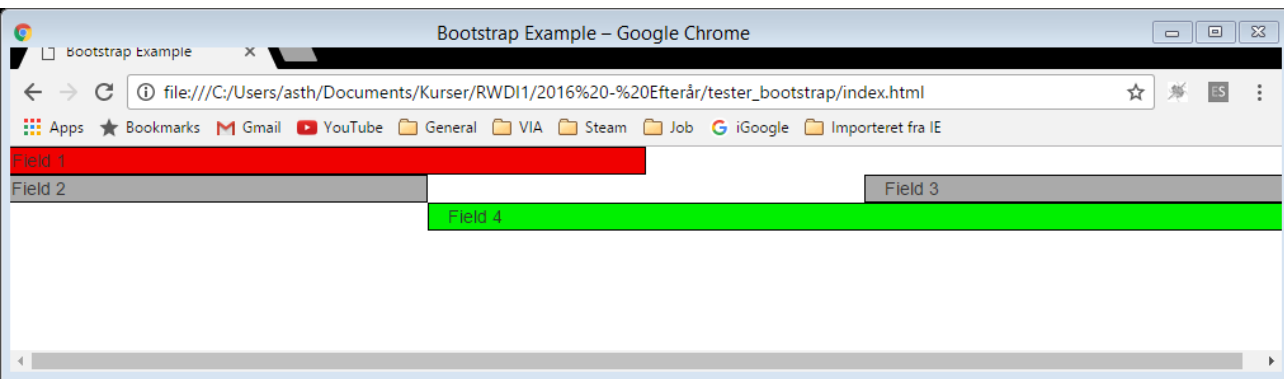 Bootstrap Example – Google Chrome
Bootstrap Example
file:///C:/Users/asth/Documents/Kurser/RWDI1/2016%20-%20Efterår/tester_bootstrap/index.html
ES
Apps Bookmarks Gmail YouTube General VIA Steam Job iGoogle Importeret fra IE
Field 1
Field 2 Field 3
Field 4